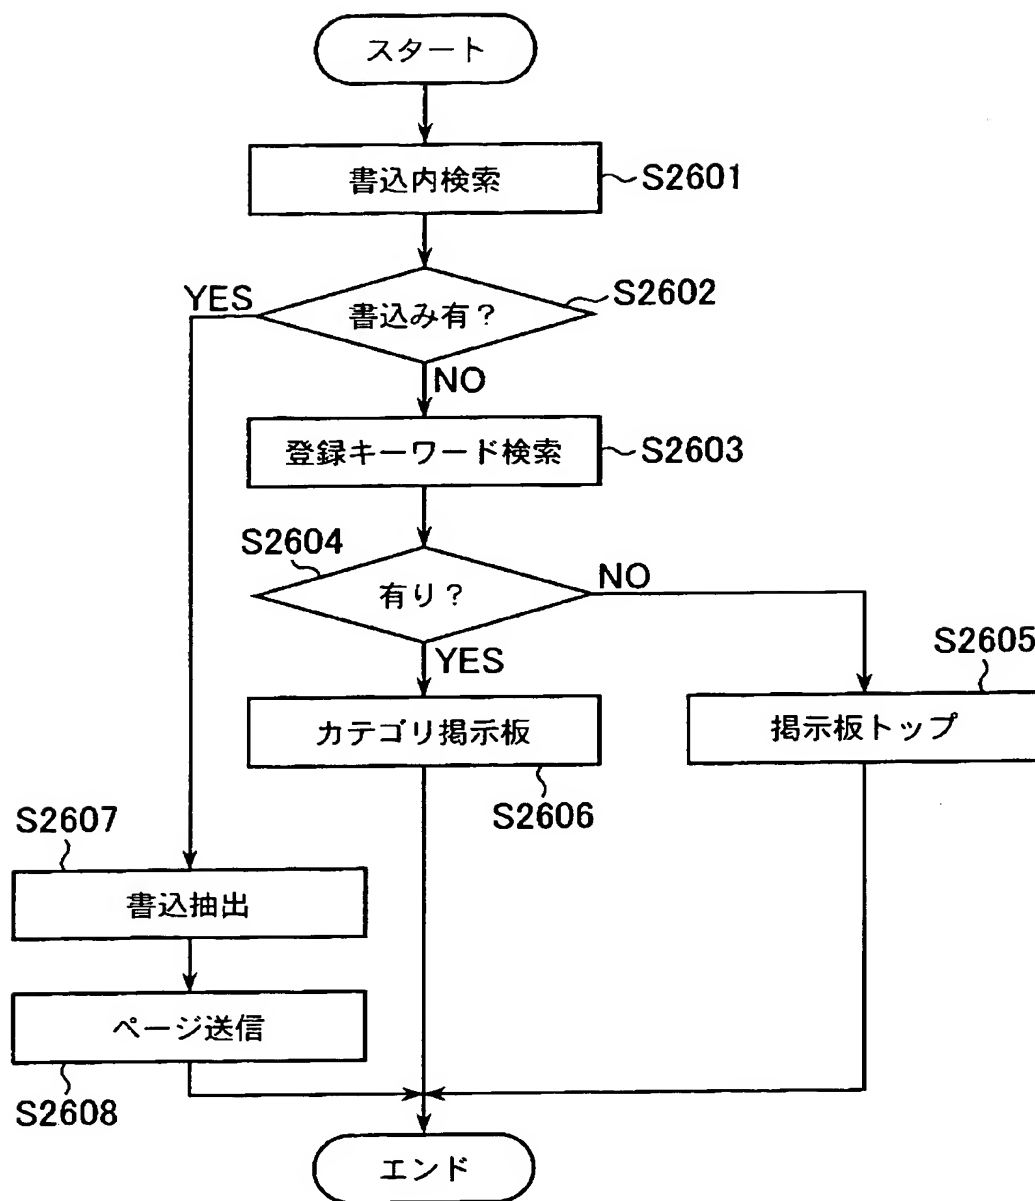 スタート
書込内検索
S2601
書込み有？
S2602
YES
NO
登録キーワード検索
S2603
S2604
有り？
NO
YES
S2605
カテゴリ掲示板
掲示板トップ
S2606
S2607
書込抽出
ページ送信
S2608
エンド